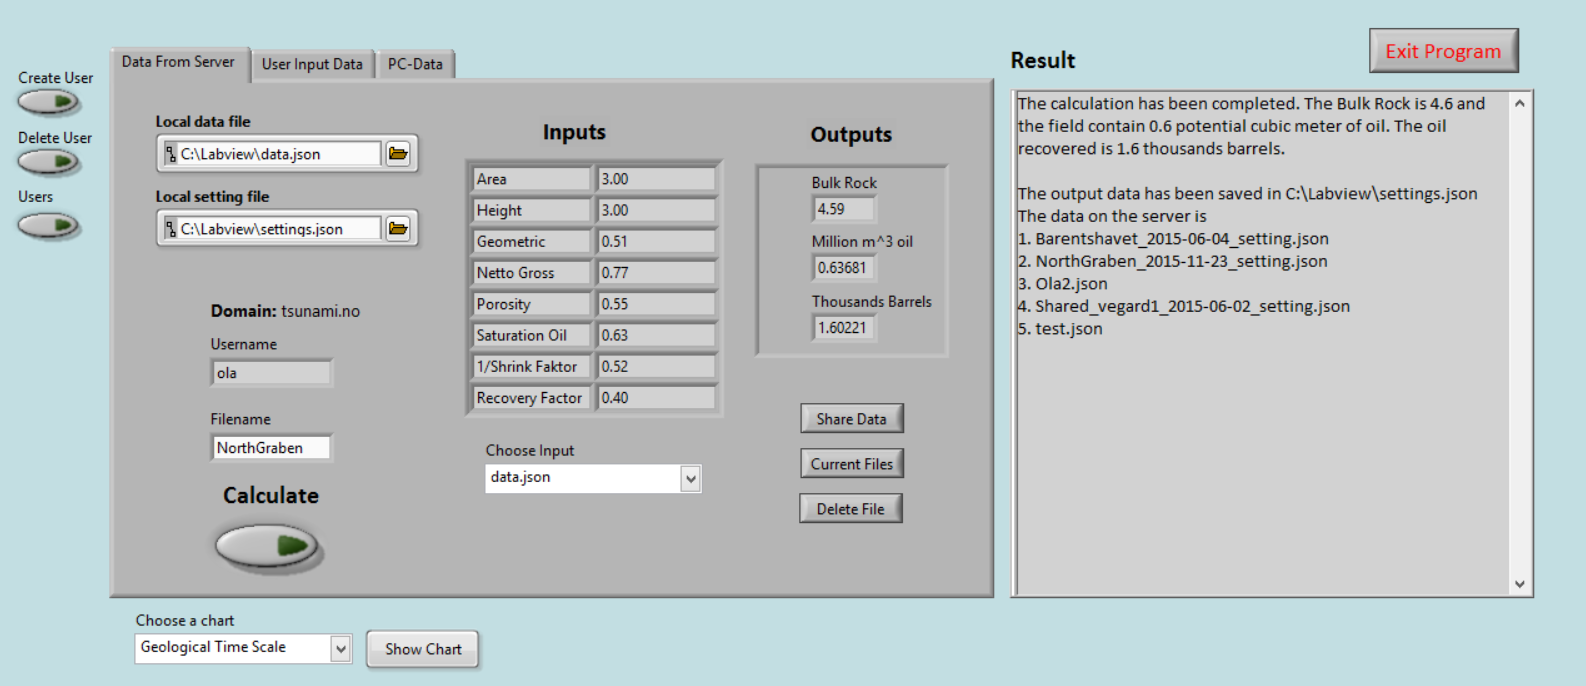 Create User
Delete User
Users
Data From Server
User Input Data
PC-Data
Local data file
C:\Labview\data.json
Local setting file
C:\Labview\settings.json
Domain: tsunami.no
Username
ola
Filename
NorthGraben
Calculate
Inputs
Area 3.00
Height 3.00
Geometric 0.51
Netto Gross 0.77
Porosity 0.55
Saturation Oil 0.63
1/Shrink Faktor 0.52
Recovery Factor 0.40
Choose Input
data.json
Outputs
Bulk Rock
4.59
Million m^3 oil
0.63681
Thousands Barrels
1.60221
Share Data
Current Files
Delete File
Choose a chart
Geological Time Scale
Show Chart
Result
Exit Program
The calculation has been completed. The Bulk Rock is 4.6 and
the field contain 0.6 potential cubic meter of oil. The oil
recovered is 1.6 thousands barrels.
The output data has been saved in C:\Labview\settings.json
The data on the server is
1. Barentshavet_2015-06-04_setting.json
2. NorthGraben_2015-11-23_setting.json
3. Ola2.json
4. Shared_vegard1_2015-06-02_setting.json
5. test.json